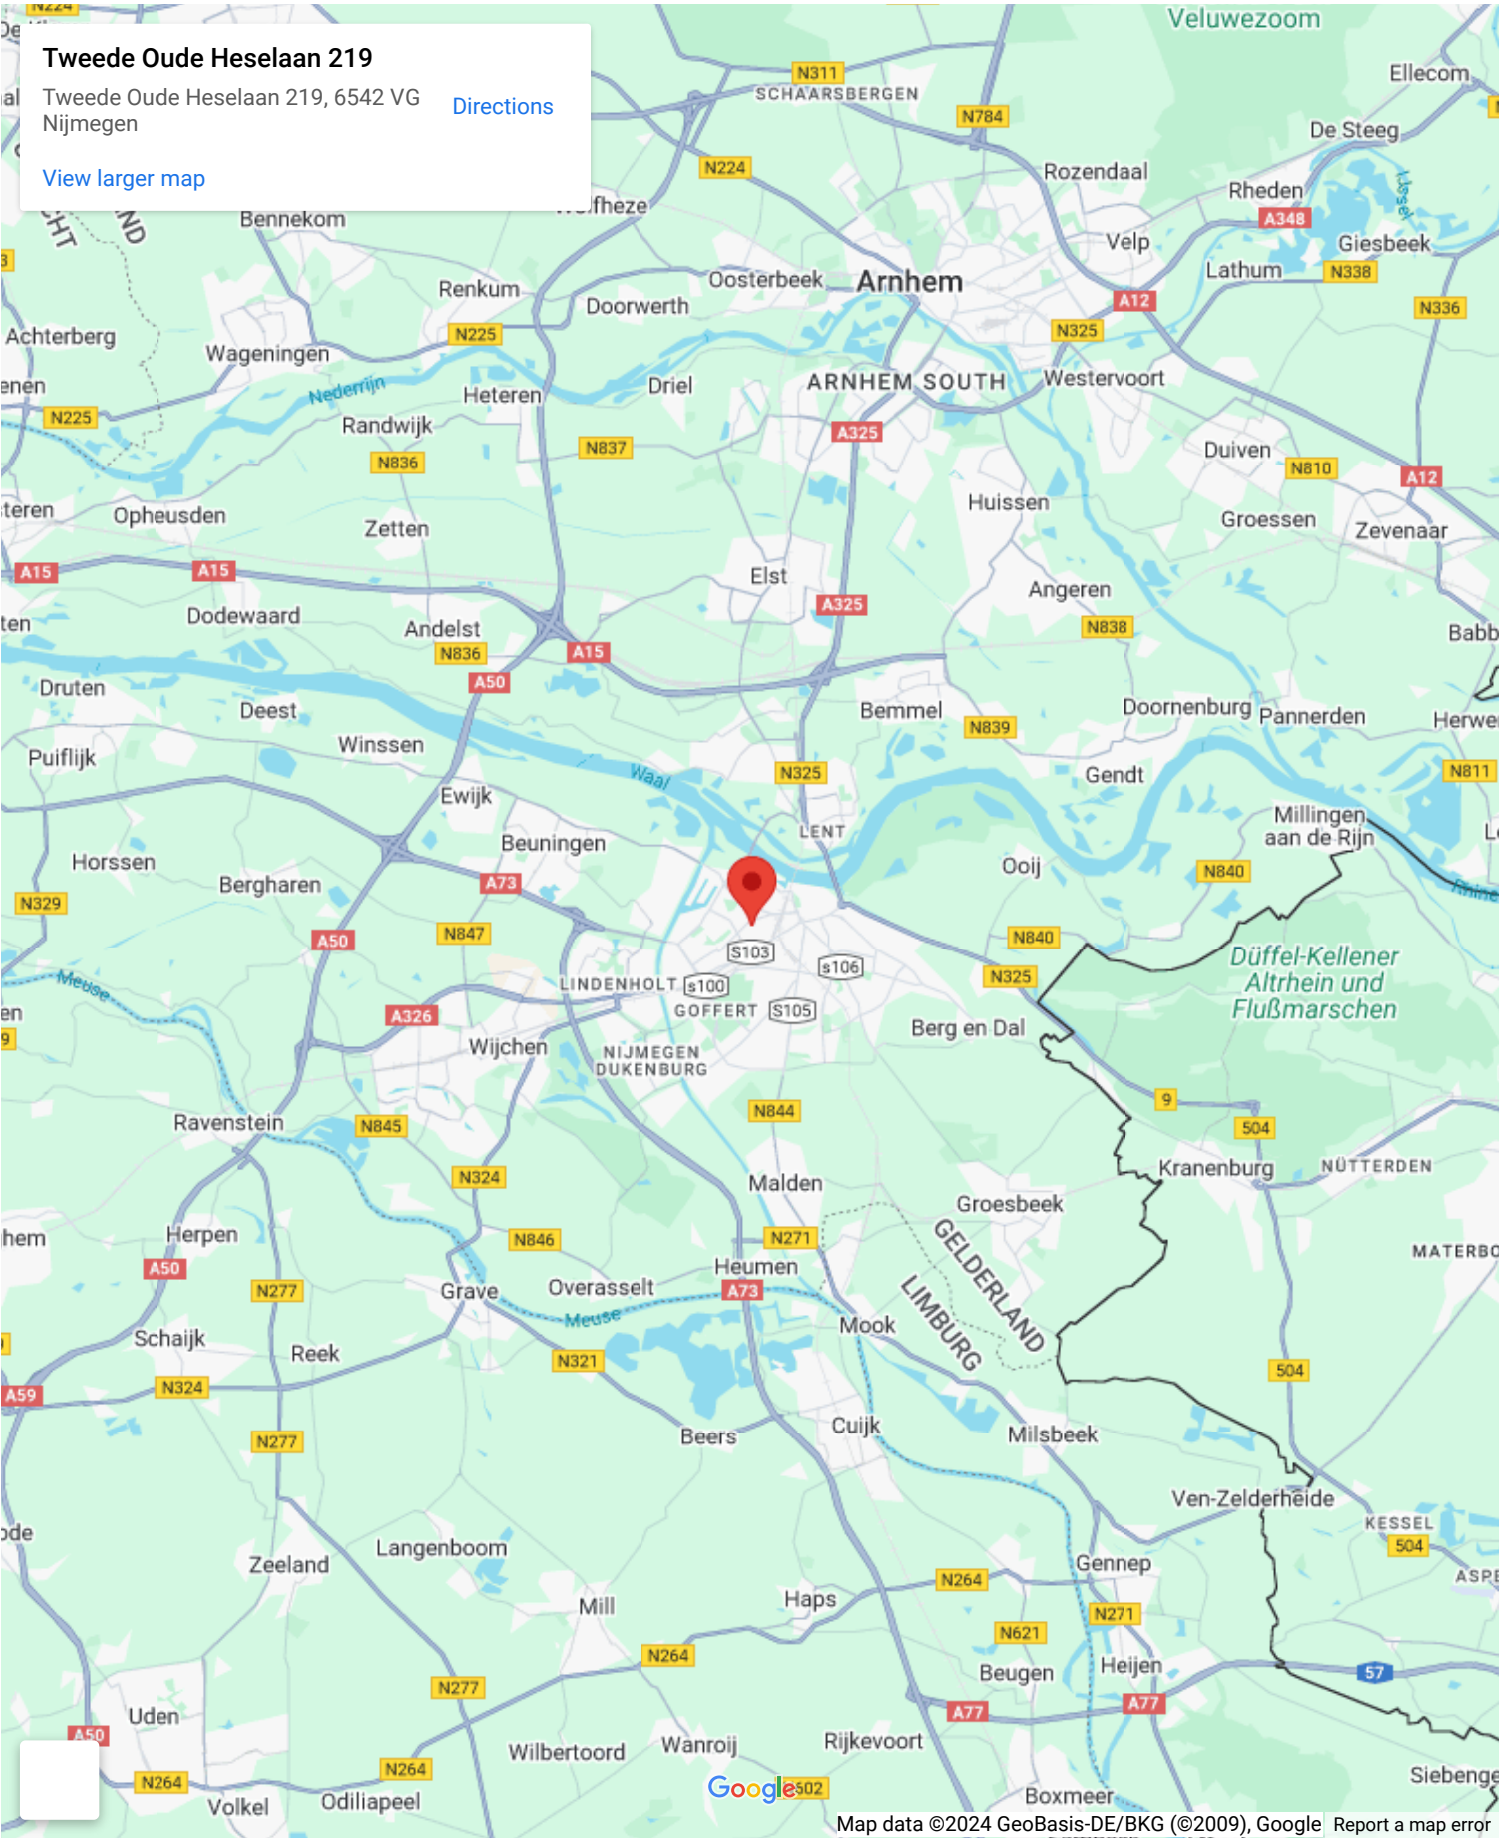 N224
Veluwezoom
Tweede Oude Heselaan 219
Tweede Oude Heselaan 219, 6542 VG
Nijmegen
Directions
View larger map
N311
SCHAARSBERGEN
Ellecom
N784
De Steeg
N224
Rozendaal
Rheden
IJssel
A348
Bennekom
Velp
Giesbeek
Lathum
N338
Oosterbeek
Arnhem
Renkum
Doorwerth
A12
N336
N325
N225
Achterberg
Wageningen
Nederrijn
Heteren
Driel
ARNHEM SOUTH
Westervoort
N225
Randwijk
A325
N837
N836
Duiven
N810
A12
Opheusden
Zetten
Huissen
Groessen
Zevenaar
A15
A15
Elst
Angeren
A325
Dodewaard
Andelst
N838
N836
A15
A50
Druten
Deest
Bemmel
Doornenburg
Pannerden
N839
Winssen
Puiflijk
Waal
N325
Gendt
N811
Ewijk
Millingen
aan de Rijn
LENT
Beuningen
Horssen
Bergharen
A73
Ooij
N840
Rhine
N329
N847
A50
N840
S103
s106
Düffel-Kellener
Altrhein und
Flußmarschen
N325
Meuse
LINDENHOLT
s100
GOFFERT
S105
A326
Berg en Dal
Wijchen
NIJMEGEN
DUKENBURG
9
N844
Ravenstein
N845
504
Kranenburg
NÜTTERDEN
N324
Malden
Groesbeek
Herpen
N846
N271
GELDERLAND
LIMBURG
A50
Heumen
N277
Grave
Overasselt
A73
Meuse
Mook
Schaijk
Reek
N321
504
N324
A59
Cuijk
Beers
Milsbeek
N277
Ven-Zelderheide
KESSEL
504
Langenboom
Zeeland
Gennep
N264
Haps
Mill
N271
N621
N264
Beugen
Heijen
57
N277
A77
A77
Uden
A50
Wilbertoord
Wanroij
Rijkevoort
N264
N264
Google
Boxmeer
Volkel
Odiliapeel
Map data ©2024 GeoBasis-DE/BKG (©2009), Google
Report a map error